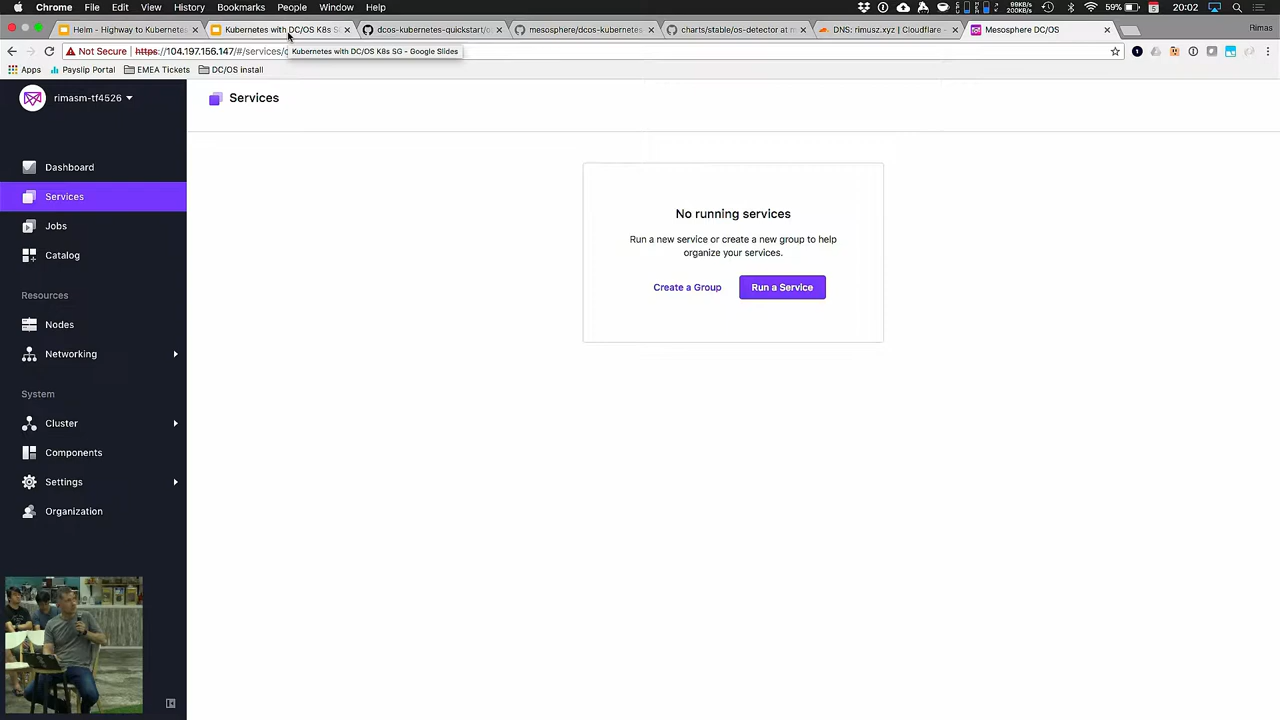 Chrome File Edit View History Bookmarks People Window Help
59% 20:02
Helm - Highway to Kubernete
Kubernetes with DC/OS K8s SG
dcos-kubernetes-quickstart/d
mesosphere/dcos-kubernetes
charts/stable/os-detector at m
DNS: rimusz.xyz | Cloudflare -
Mesosphere DC/OS
Rimas
Not Secure https://104.197.156.147/#/services/
Kubernetes with DC/OS K8s SG - Google Slides
Apps Payslip Portal EMEA Tickets DC/OS install
rimasm-tf4526
Services
Dashboard
Services
Jobs
Catalog
Resources
Nodes
Networking
System
Cluster
Components
Settings
Organization
No running services
Run a new service or create a new group to help
organize your services.
Create a Group Run a Service